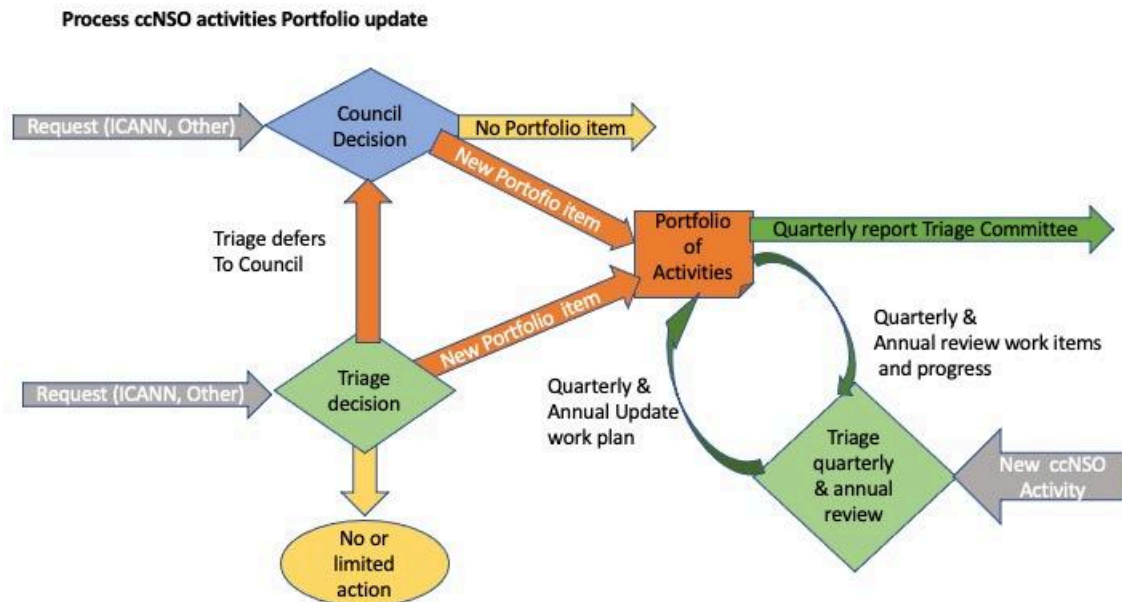 Process ccNSO activities Portfolio update
Request (ICANN, Other)
Council
Decision
No Portfolio item
New Portofio item
Triage defers
To Council
Portfolio
of
Activities
Quarterly report Triage Committee
New Portfolio item
Quarterly &
Annual review work items
and progress
Request (ICANN, Other)
Triage
decision
Quarterly &
Annual Update
work plan
Triage
quarterly
& annual
review
New ccNSO
Activity
No or
limited
action